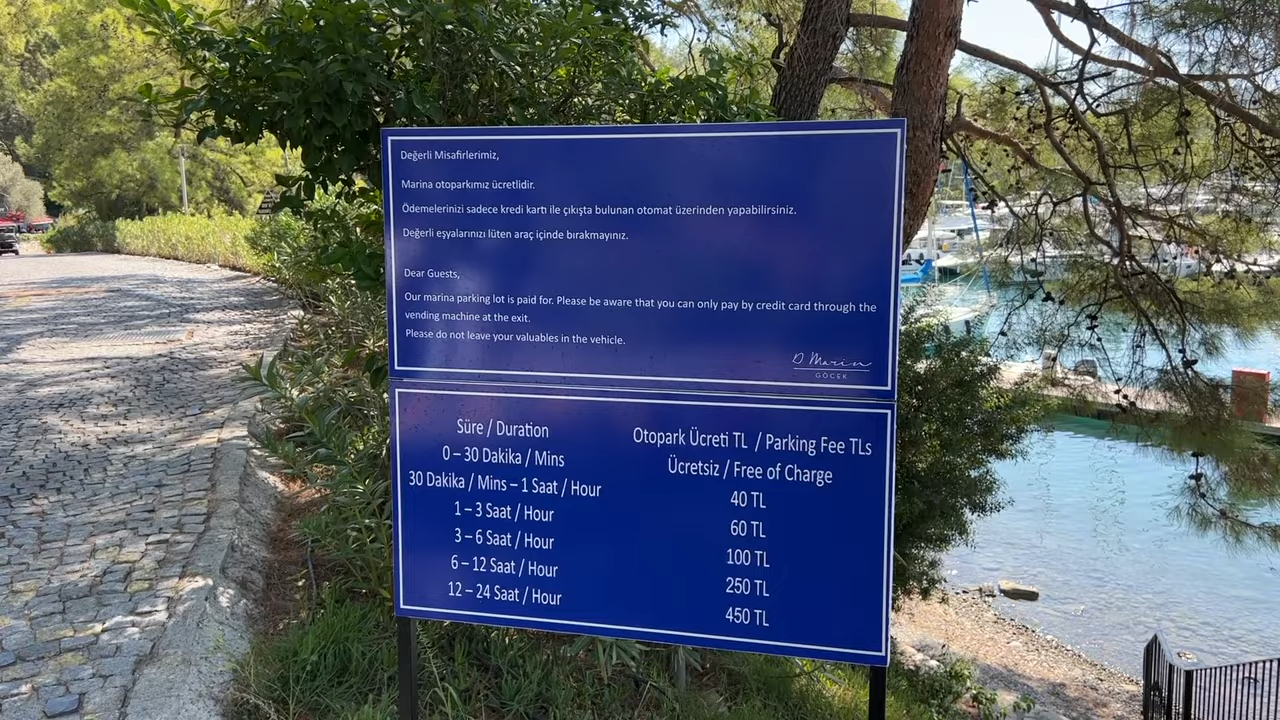 Değerli Misafirlerimiz,
Marina otoparkımız ücretlidir.
Ödemelerinizi sadece kredi kartı ile çıkışta bulunan otomat üzerinden yapabilirsiniz.
Değerli eşyalarınızı lüten araç içinde bırakmayınız.
Dear Guests,
Our marina parking lot is paid for. Please be aware that you can only pay by credit card through the
vending machine at the exit.
Please do not leave your valuables in the vehicle.
D Marin
GÖCEK
Süre / Duration Otopark Ücreti TL / Parking Fee TLs
0 – 30 Dakika / Mins Ücretsiz / Free of Charge
30 Dakika / Mins – 1 Saat / Hour 40 TL
1 – 3 Saat / Hour 60 TL
3 – 6 Saat / Hour 100 TL
6 – 12 Saat / Hour 250 TL
12 – 24 Saat / Hour 450 TL